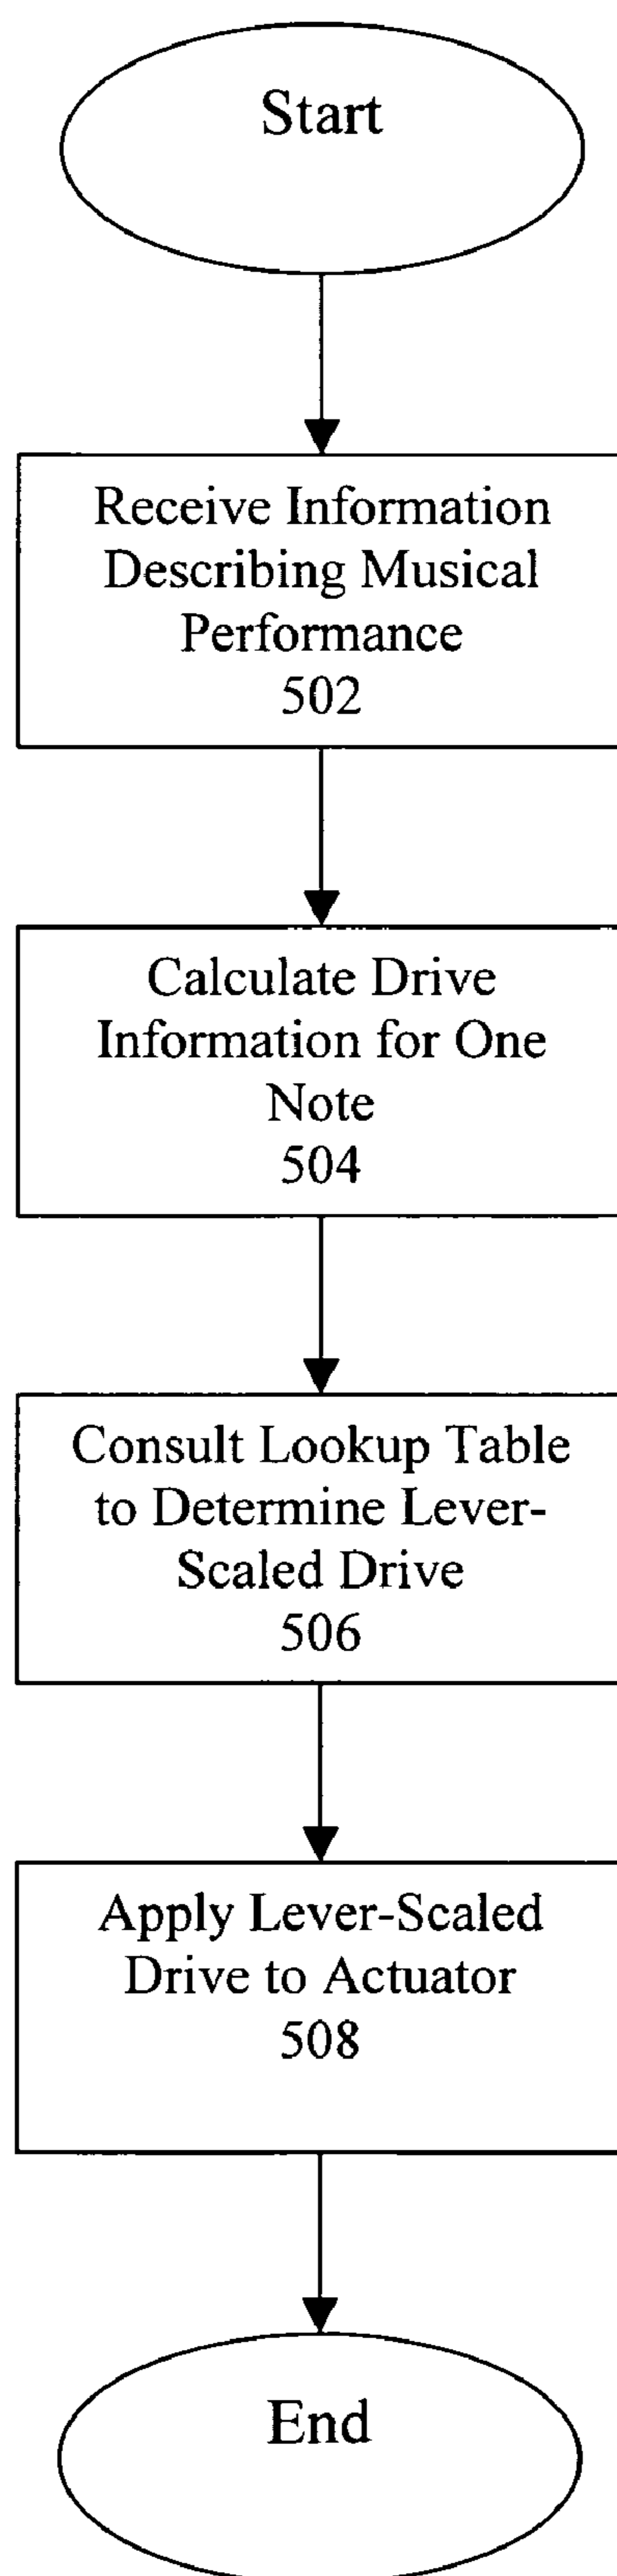 Start
Receive Information
Describing Musical
Performance
502
Calculate Drive
Information for One
Note
504
Consult Lookup Table
to Determine Lever-
Scaled Drive
506
Apply Lever-Scaled
Drive to Actuator
508
End